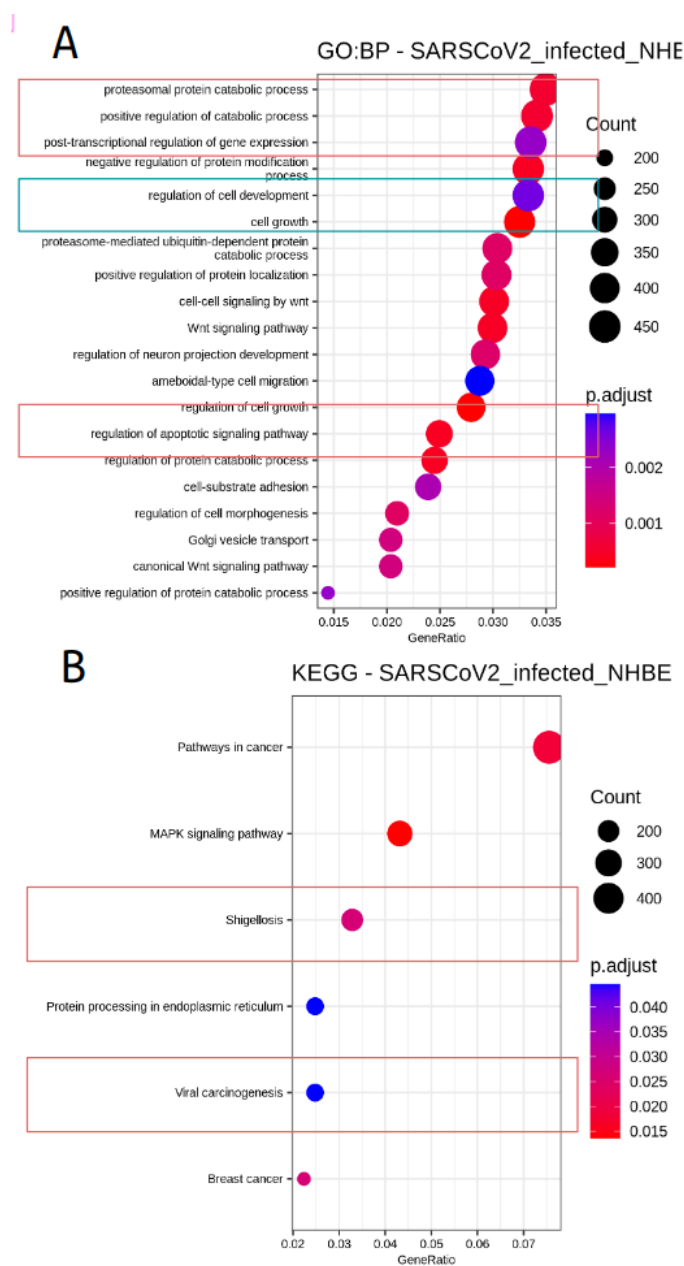 J
A
GO:BP - SARSCoV2_infected_NHE
proteasomal protein catabolic process
positive regulation of catabolic process
post-transcriptional regulation of gene expression
negative regulation of protein modification
process
regulation of cell development
cell growth
proteasome-mediated ubiquitin-dependent protein
catabolic process
positive regulation of protein localization
cell-cell signaling by wnt
Wnt signaling pathway
regulation of neuron projection development
ameboidal-type cell migration
regulation of cell growth
regulation of apoptotic signaling pathway
regulation of protein catabolic process
cell-substrate adhesion
regulation of cell morphogenesis
Golgi vesicle transport
canonical Wnt signaling pathway
positive regulation of protein catabolic process
0.015 0.020 0.025 0.030 0.035
GeneRatio
Count
200
250
300
350
400
450
p.adjust
0.002
0.001
B
KEGG - SARSCoV2_infected_NHBE
Pathways in cancer
MAPK signaling pathway
Shigellosis
Protein processing in endoplasmic reticulum
Viral carcinogenesis
Breast cancer
0.02 0.03 0.04 0.05 0.06 0.07
GeneRatio
Count
200
300
400
p.adjust
0.040
0.035
0.030
0.025
0.020
0.015